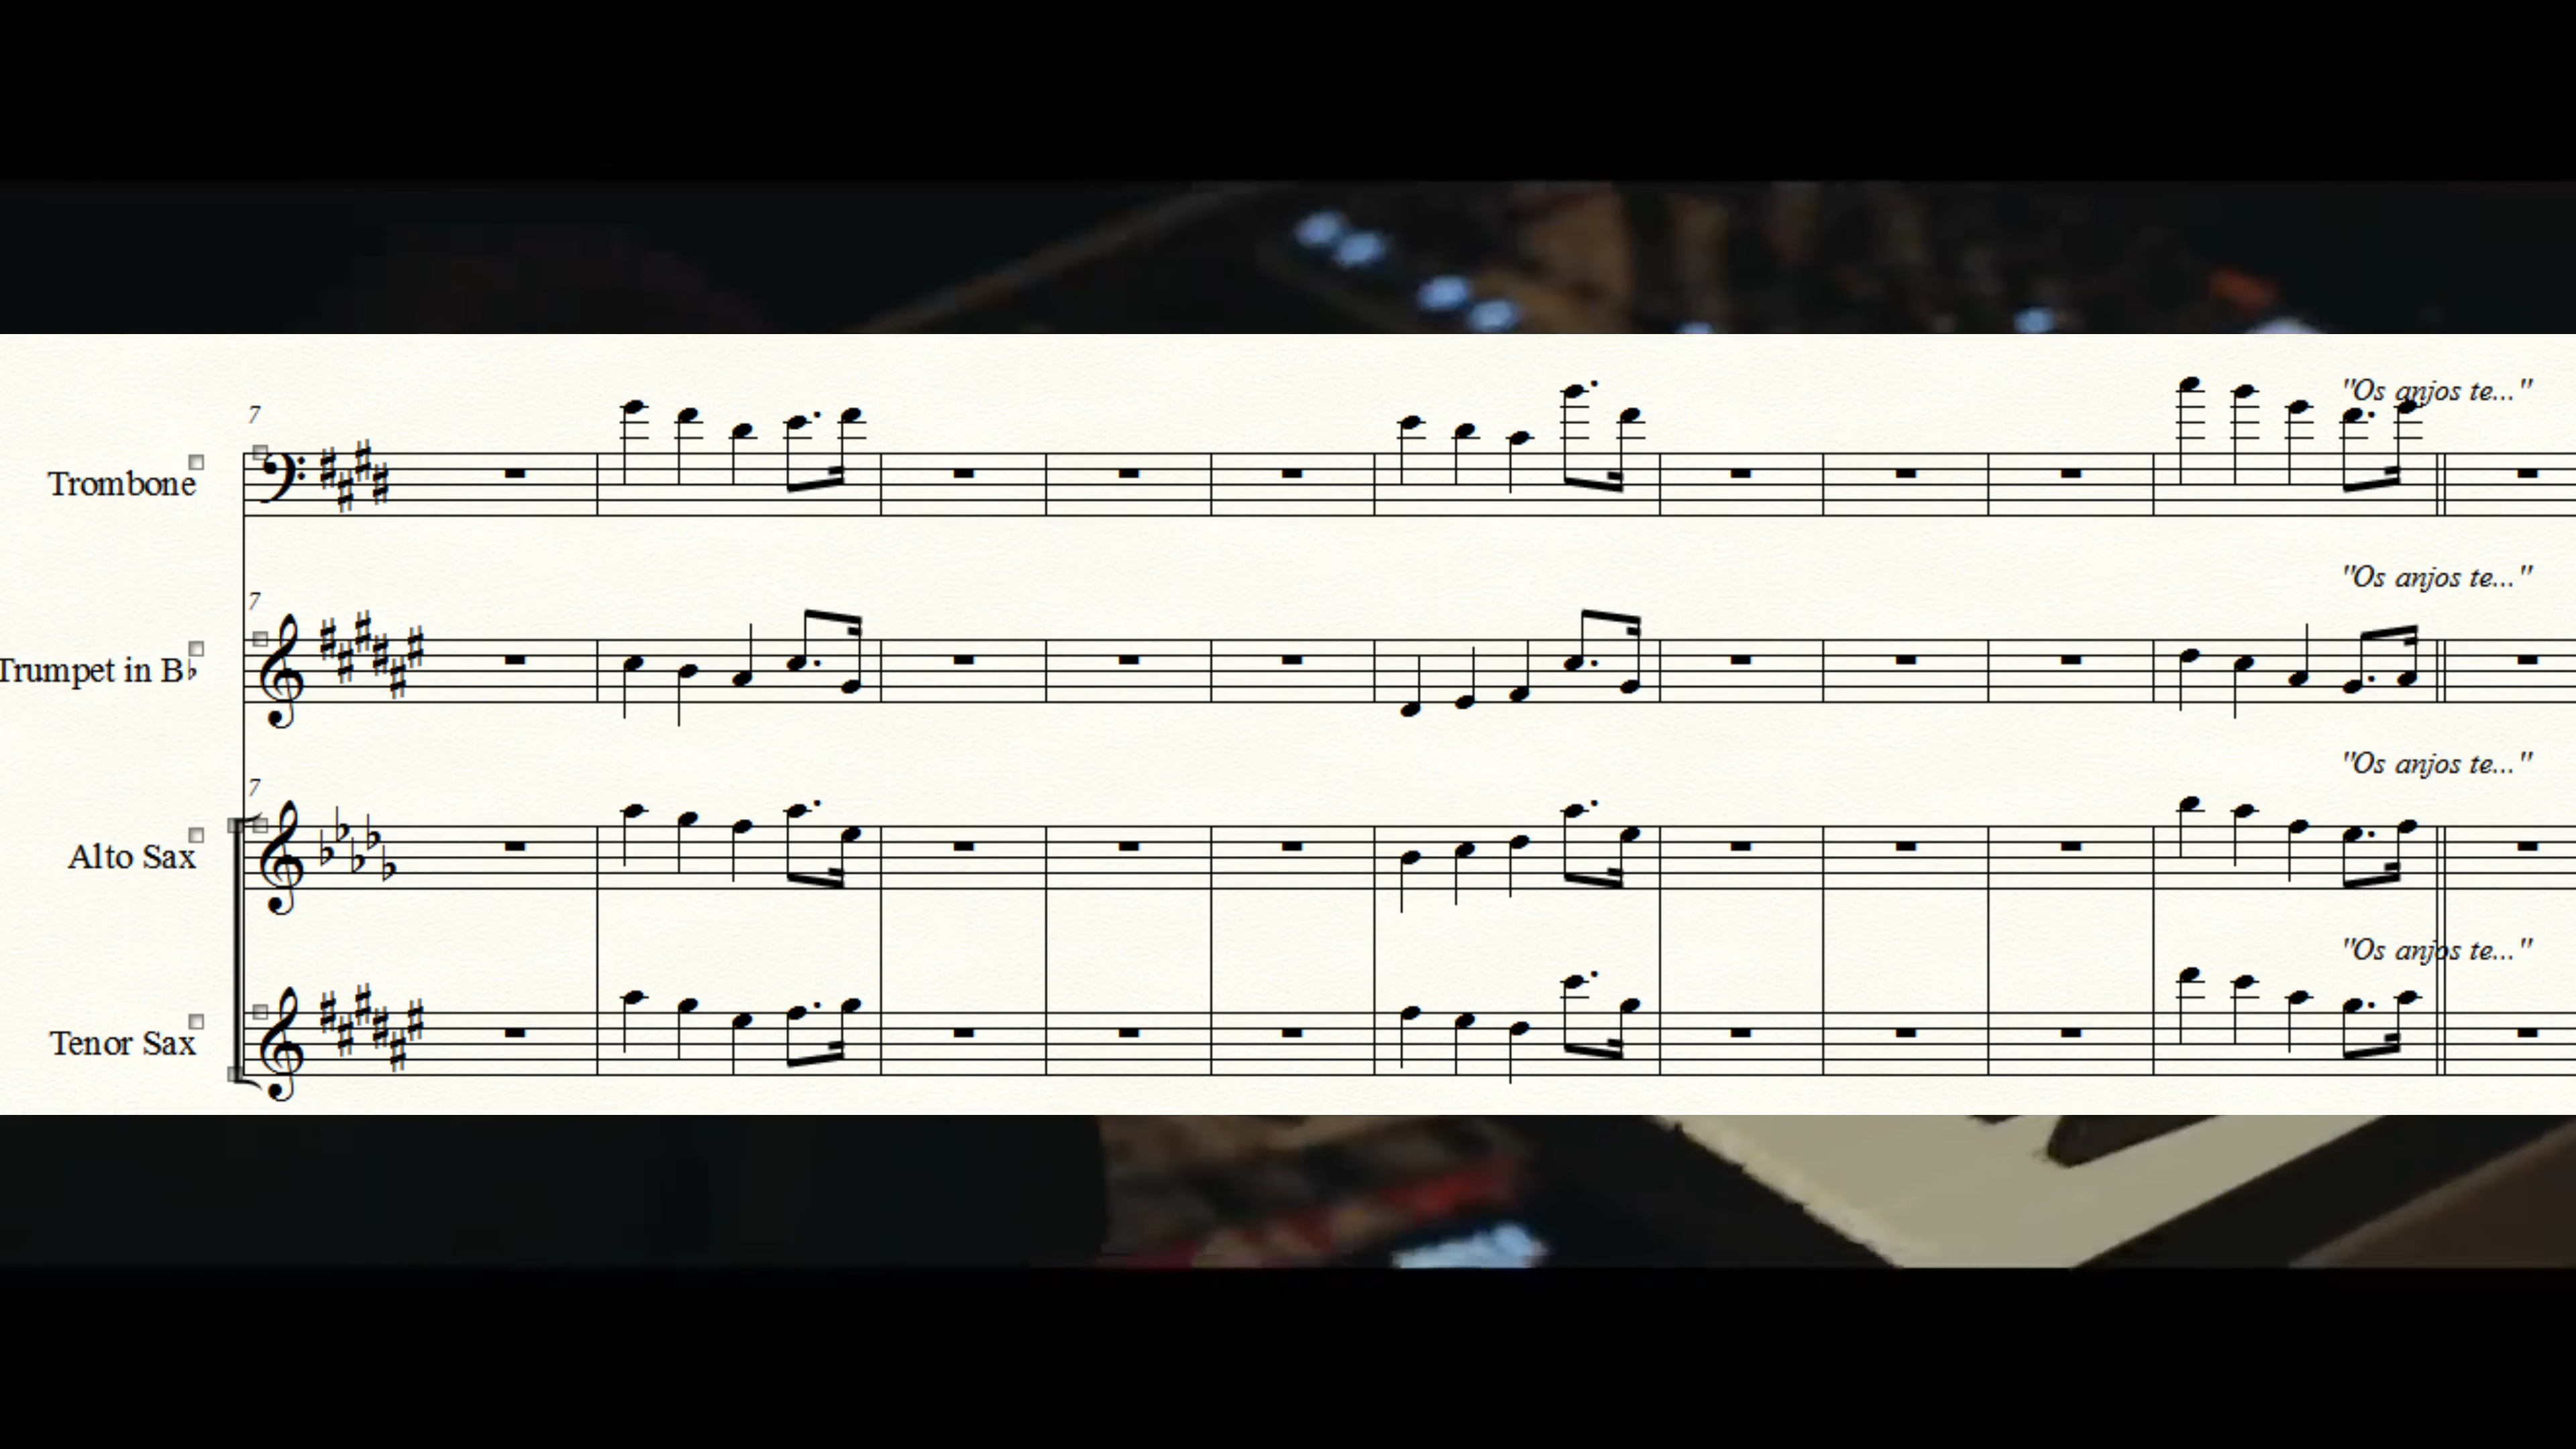 "Os anjos te..."
7
Trombone
"Os anjos te..."
7
Trumpet in B♭
"Os anjos te..."
7
Alto Sax
"Os anjos te..."
Tenor Sax